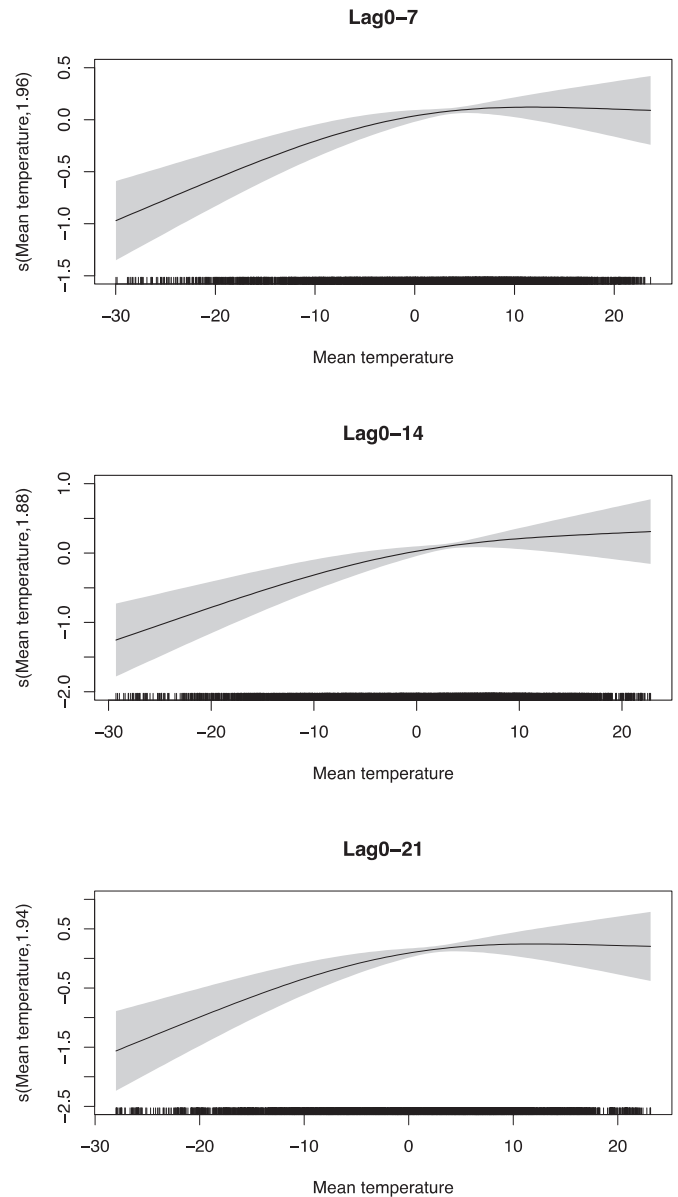 Lag0–7
s(Mean temperature,1.96)
0.5
0.0
−0.5
−1.0
−1.5
−30 −20 −10 0 10 20
Mean temperature
Lag0–14
s(Mean temperature,1.88)
1.0
0.0
−1.0
−2.0
−30 −20 −10 0 10 20
Mean temperature
Lag0–21
s(Mean temperature,1.94)
0.5
−0.5
−1.5
−2.5
−30 −20 −10 0 10 20
Mean temperature